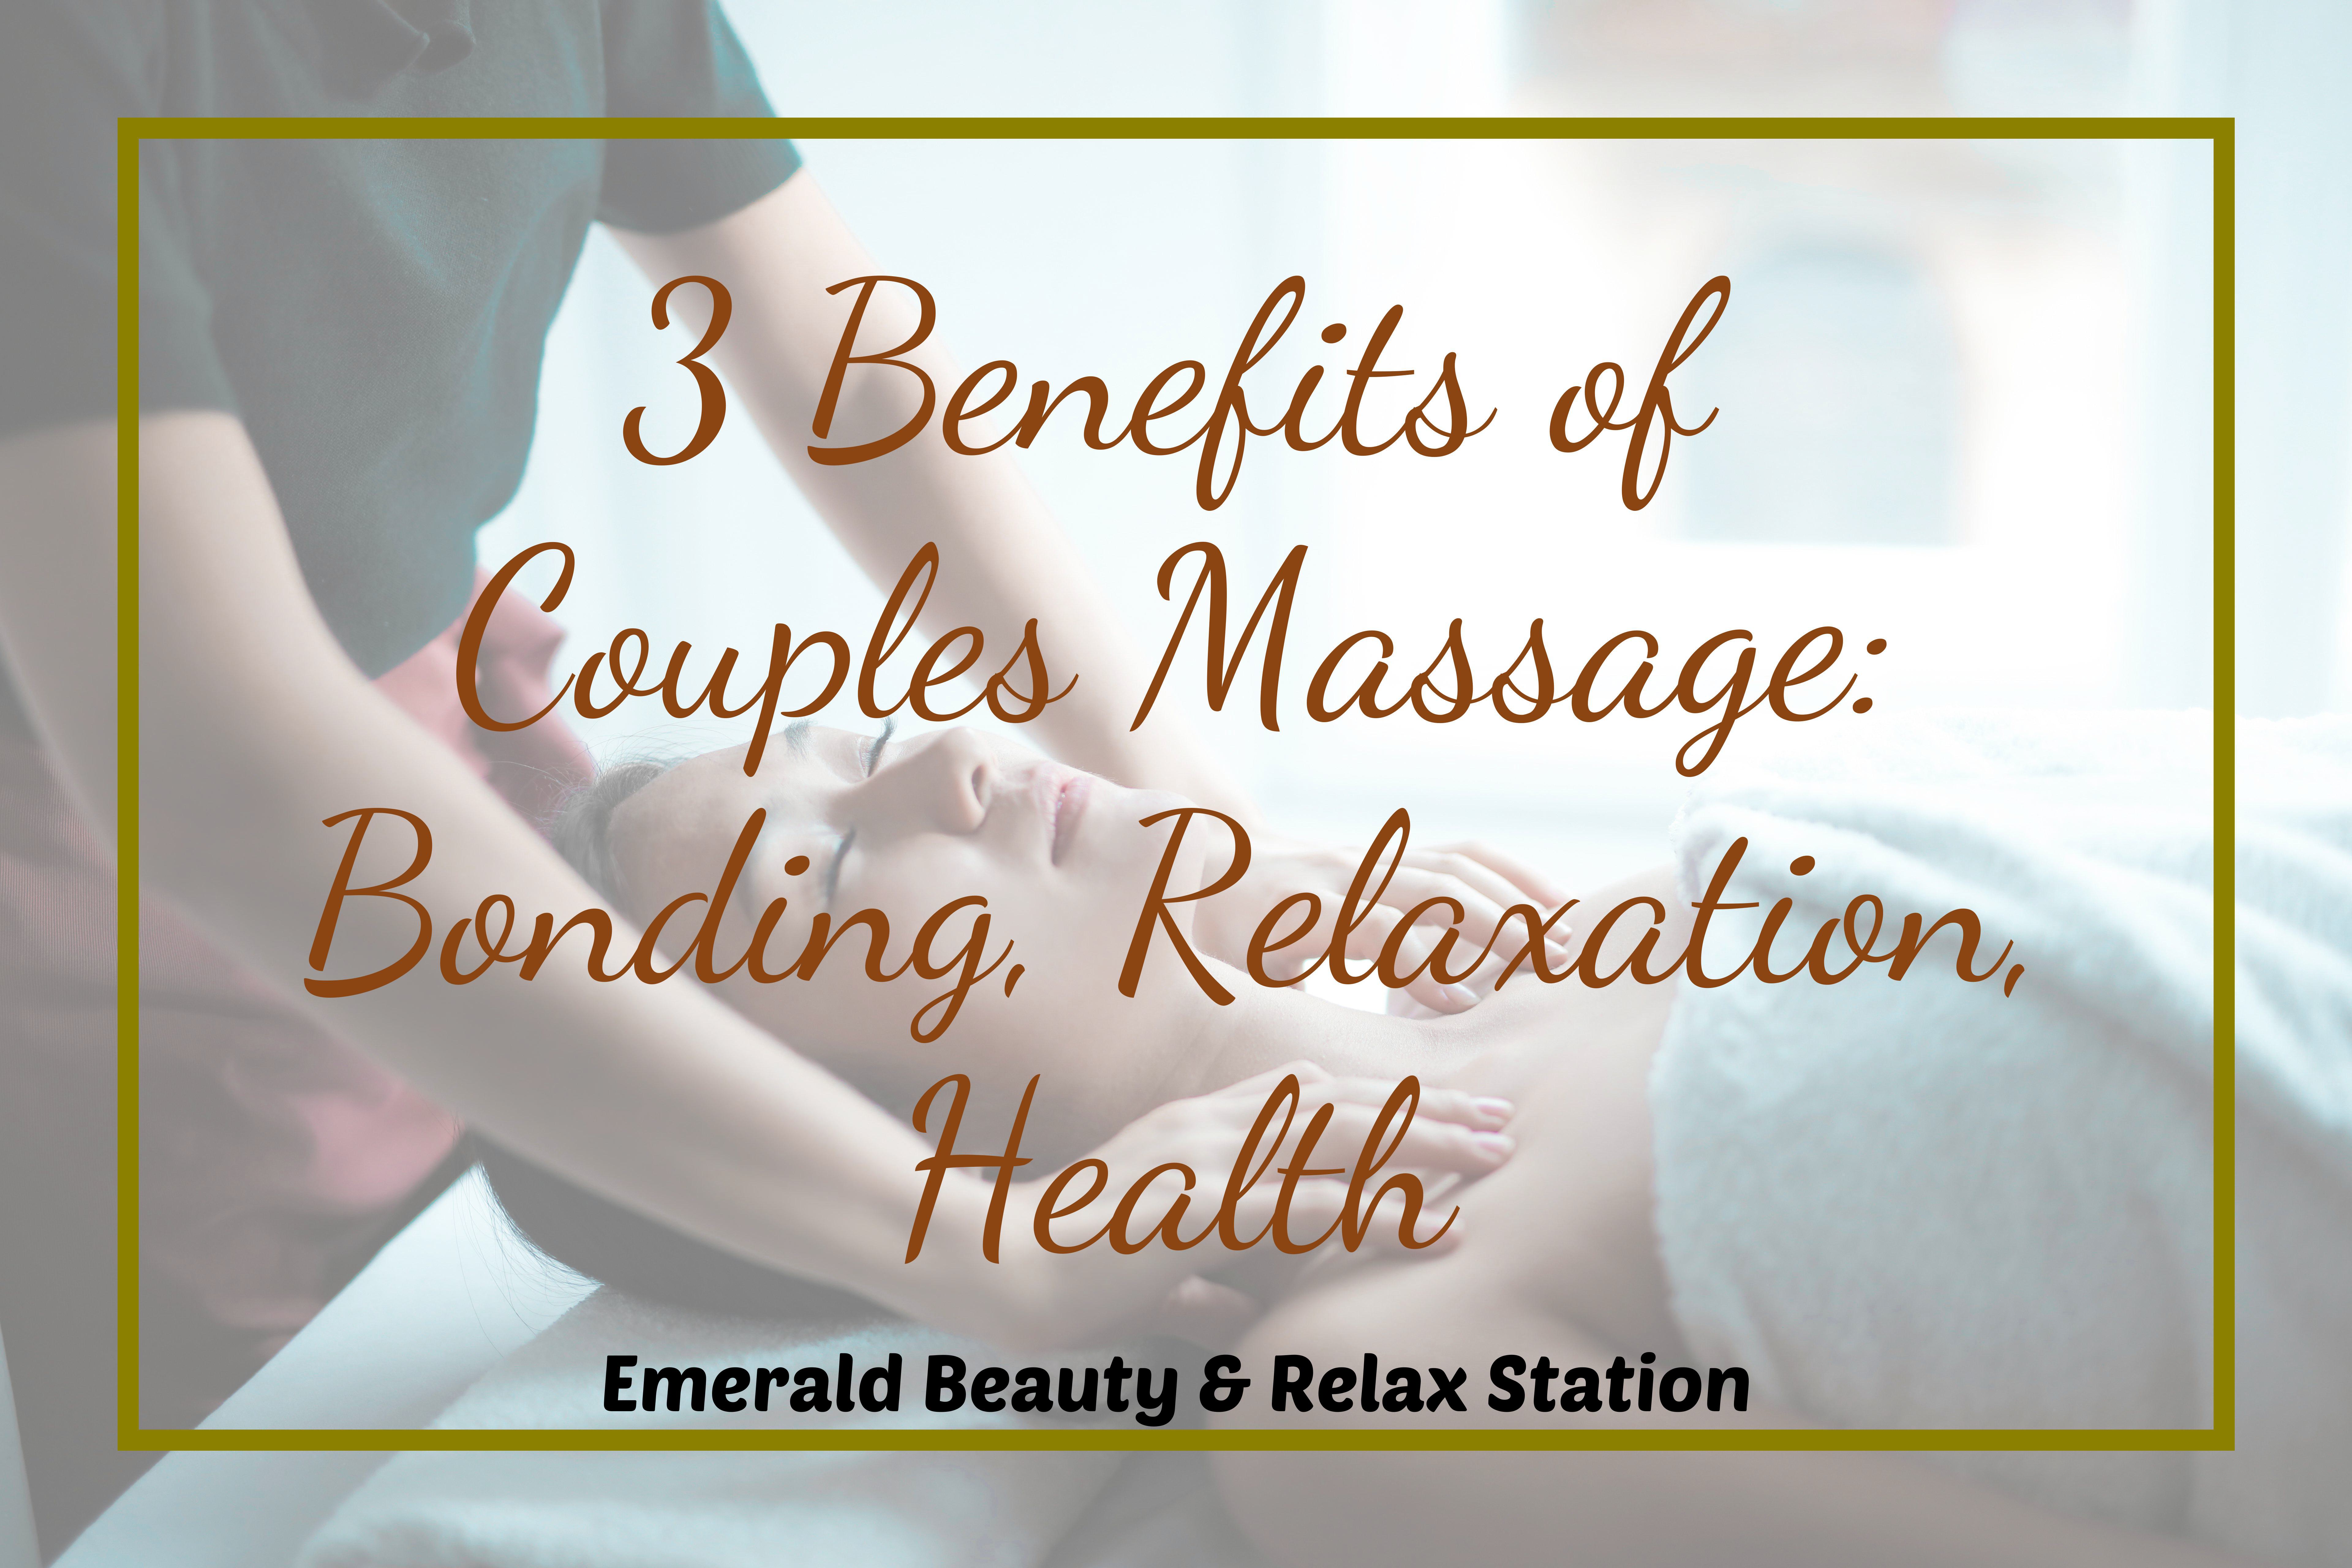 3 Benefits of
Couples Massage:
Bonding, Relaxation,
Health
Emerald Beauty & Relax Station